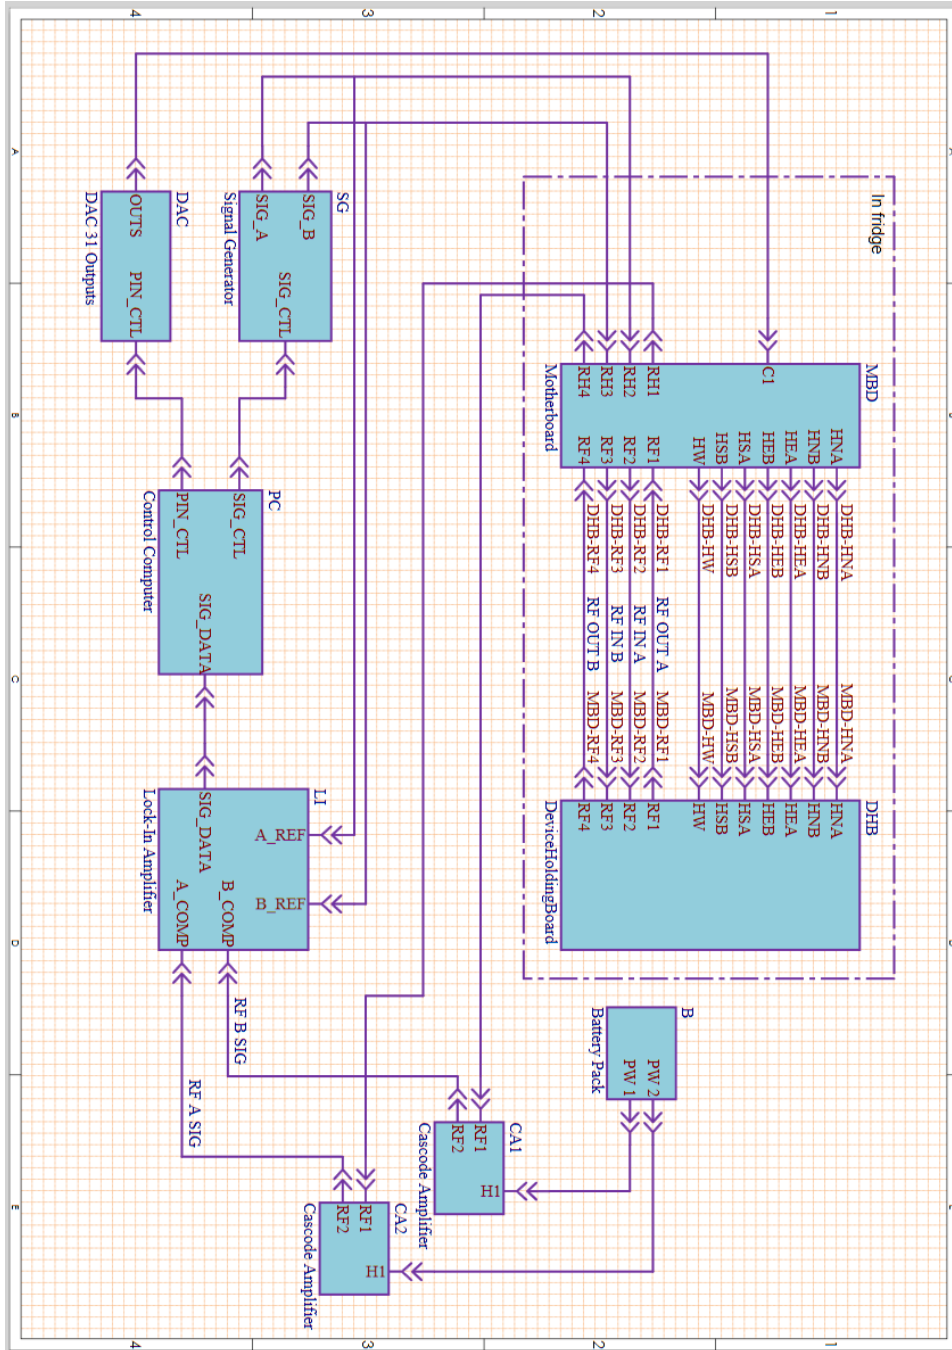 4
3
2
1
A
B
C
D
E
In fridge
MBD
Motherboard
C1
RH1
RH2
RH3
RH4
HNA
HNB
HEA
HEB
HSA
HSB
HW
RF1
RF2
RF3
RF4
DHB-HNA
DHB-HNB
DHB-HEA
DHB-HEB
DHB-HSA
DHB-HSB
DHB-HW
DHB-RF1
DHB-RF2
DHB-RF3
DHB-RF4
RF OUT A
RF IN A
RF IN B
RF OUT B
MBD-HNA
MBD-HNB
MBD-HEA
MBD-HEB
MBD-HSA
MBD-HSB
MBD-HW
MBD-RF1
MBD-RF2
MBD-RF3
MBD-RF4
DHB
DeviceHoldingBoard
HNA
HNB
HEA
HEB
HSA
HSB
HW
RF1
RF2
RF3
RF4
B
Battery Pack
PW 2
PW 1
SG
Signal Generator
SIG_B
SIG_A
SIG_CTL
DAC
DAC 31 Outputs
OUTS
PIN_CTL
PC
Control Computer
SIG_CTL
PIN_CTL
SIG_DATA
LI
Lock-In Amplifier
A_REF
B_REF
SIG_DATA
B_COMP
A_COMP
RF B SIG
RF A SIG
CA1
Cascode Amplifier
RF1
RF2
H1
CA2
Cascode Amplifier
RF1
RF2
H1
4
3
2
1